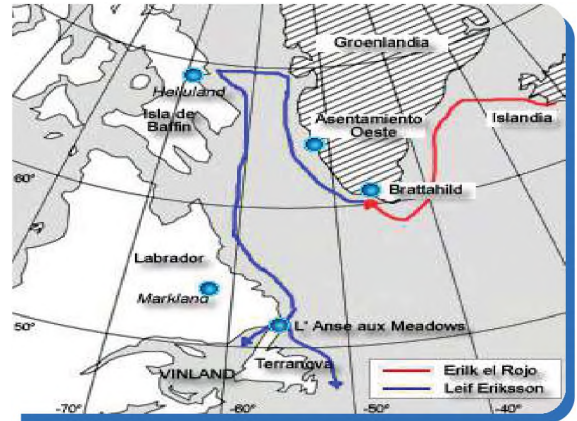 Groenlandia
Helluland
Isla de
Baffin
Asentamiento
Oeste
Islandia
60°
Brattahild
Labrador
Markland
50°
L' Anse aux Meadows
Terranova
VINLAND
Erilk el Rojo
Leif Eriksson
-70°
-60°
-50°
-40°